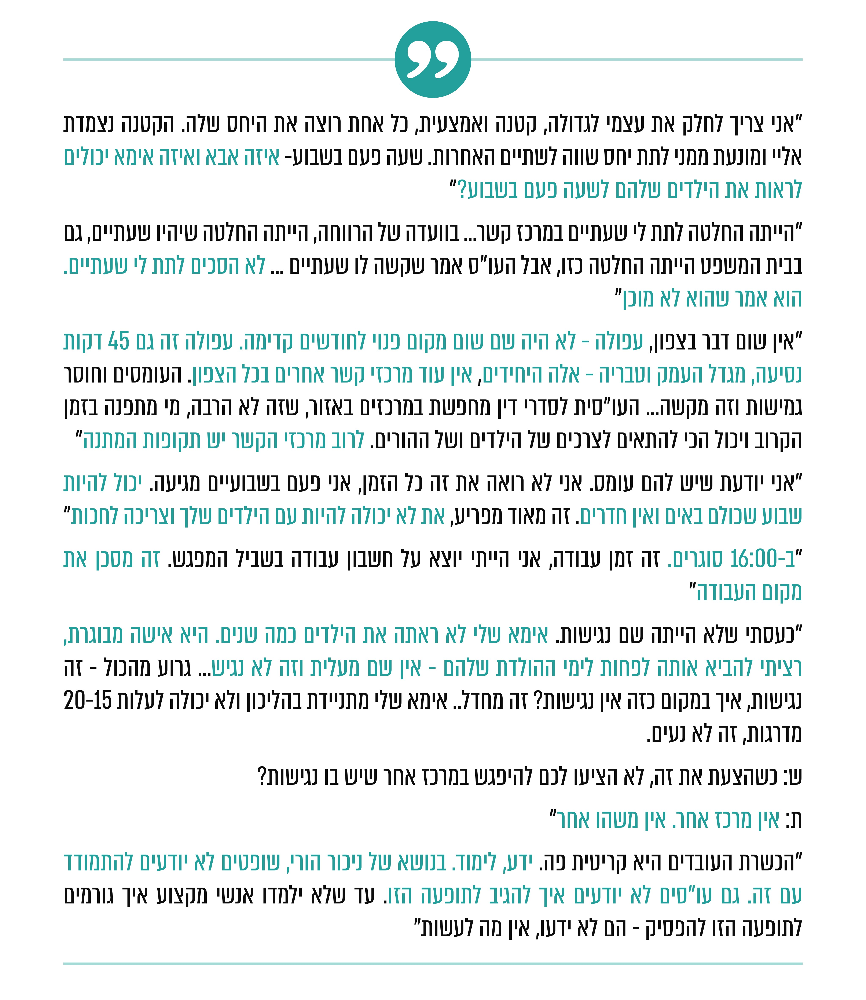 "אני צריך לחלק את עצמי לגדולה, קטנה ואמצעית, כל אחת רוצה את היחס שלה. הקטנה נצמדת
אליי ומונעת ממני לתת יחס שווה לשתיים האחרות. שעה פעם בשבוע- איזה אבא ואיזה אימא יכולים
לראות את הילדים שלהם לשעה פעם בשבוע?"
"הייתה החלטה לתת לי שעתיים במרכז קשר... בוועדה של הרווחה, הייתה החלטה שיהיו שעתיים, גם
בבית המשפט הייתה החלטה כזו, אבל העו"ס אמר שקשה לו שעתיים ... לא הסכים לתת לי שעתיים.
הוא אמר שהוא לא מוכן"
"אין שום דבר בצפון, עפולה - לא היה שם שום מקום פנוי לחודשים קדימה. עפולה זה גם 45 דקות
נסיעה, מגדל העמק וטבריה - אלה היחידים, אין עוד מרכזי קשר אחרים בכל הצפון. העומסים וחוסר
גמישות וזה מקשה... העו"סית לסדרי דין מחפשת במרכזים באזור, שזה לא הרבה, מי מתפנה בזמן
הקרוב ויכול הכי להתאים לצרכים של הילדים ושל ההורים. לרוב מרכזי הקשר יש תקופות המתנה"
"אני יודעת שיש להם עומס. אני לא רואה את זה כל הזמן, אני פעם בשבועיים מגיעה. יכול להיות
שבוע שכולם באים ואין חדרים. זה מאוד מפריע, את לא יכולה להיות עם הילדים שלך וצריכה לחכות"
"ב-16:00 סוגרים. זה זמן עבודה, אני הייתי יוצא על חשבון עבודה בשביל המפגש. זה מסכן את
מקום העבודה"
"כעסתי שלא הייתה שם נגישות. אימא שלי לא ראתה את הילדים כמה שנים. היא אישה מבוגרת,
רציתי להביא אותה לפחות לימי ההולדת שלהם - אין שם מעלית וזה לא נגיש... גרוע מהכול - זה
נגישות, איך במקום כזה אין נגישות? זה מחדל.. אימא שלי מתניידת בהליכון ולא יכולה לעלות 20-15
מדרגות, זה לא נעים.
ש: כשהצעת את זה, לא הציעו לכם להיפגש במרכז אחר שיש בו נגישות?
ת: אין מרכז אחר. אין משהו אחר"
"הכשרת העובדים היא קריטית פה. ידע, לימוד. בנושא של ניכור הורי, שופטים לא יודעים להתמודד
עם זה. גם עו"סים לא יודעים איך להגיב לתופעה הזו. עד שלא ילמדו אנשי מקצוע איך גורמים
לתופעה הזו להפסיק - הם לא ידעו, אין מה לעשות"